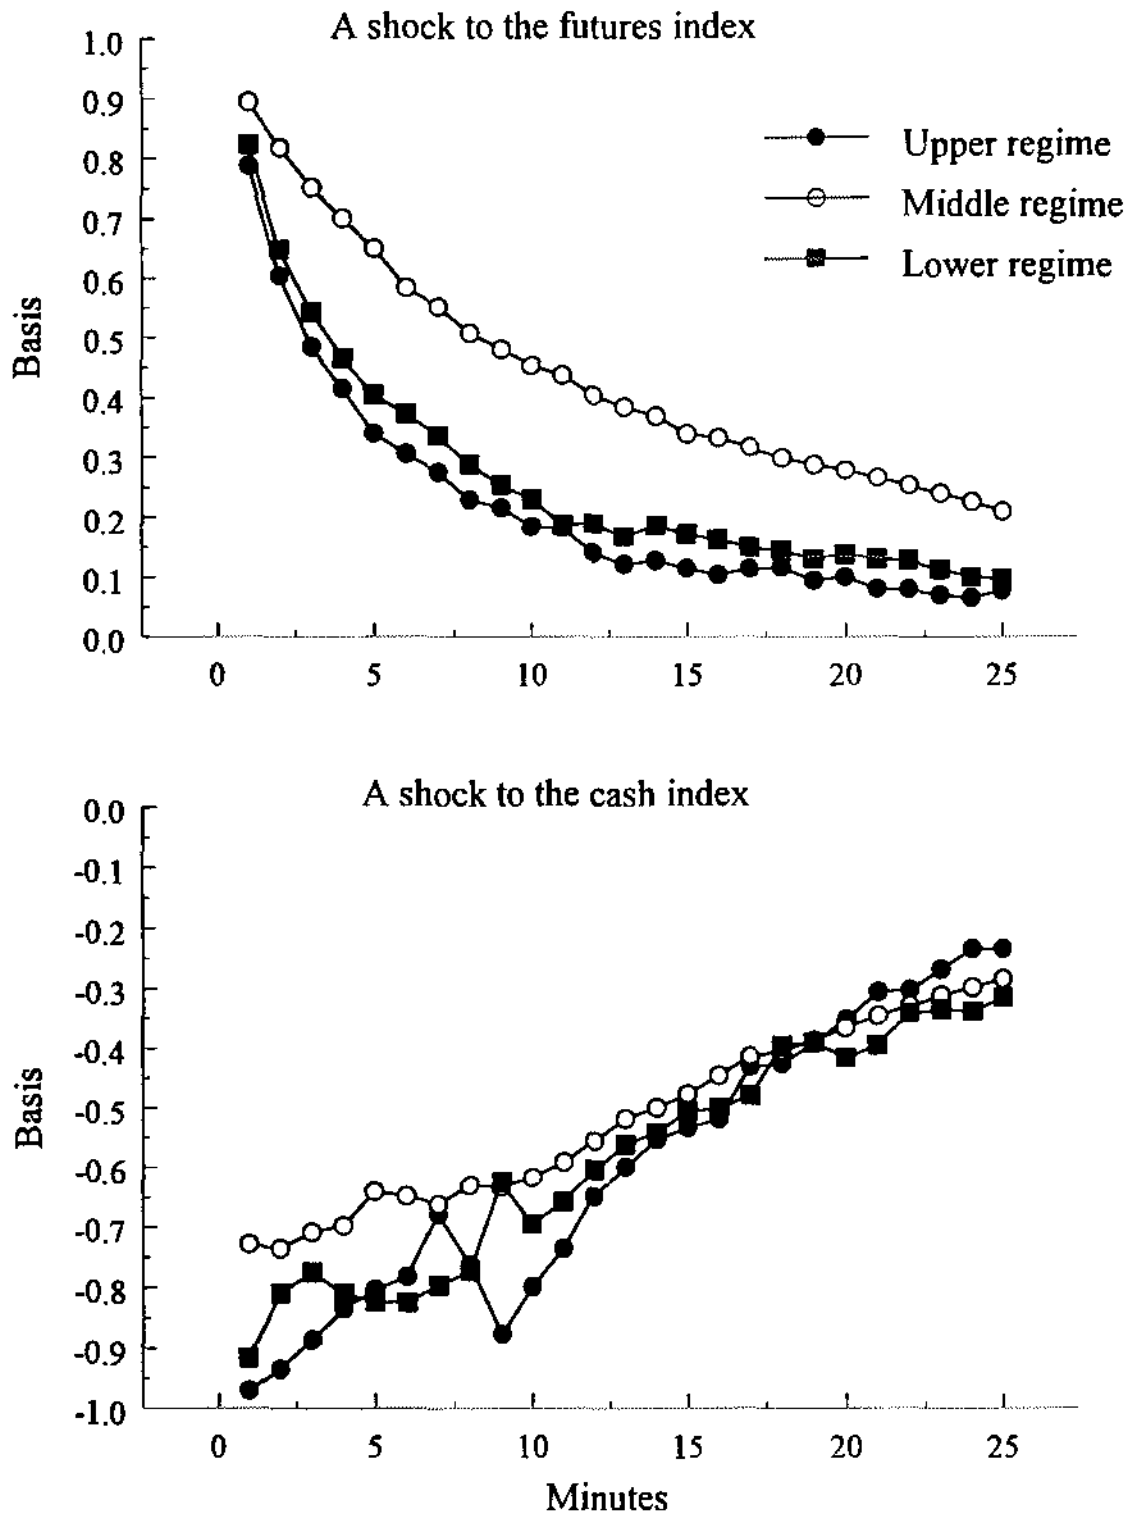 A shock to the futures index
1.0
0.9
0.8
0.7
0.6
0.5
0.4
0.3
0.2
0.1
0.0
Basis
Upper regime
Middle regime
Lower regime
0 5 10 15 20 25
A shock to the cash index
0.0
-0.1
-0.2
-0.3
-0.4
-0.5
-0.6
-0.7
-0.8
-0.9
-1.0
Basis
0 5 10 15 20 25
Minutes